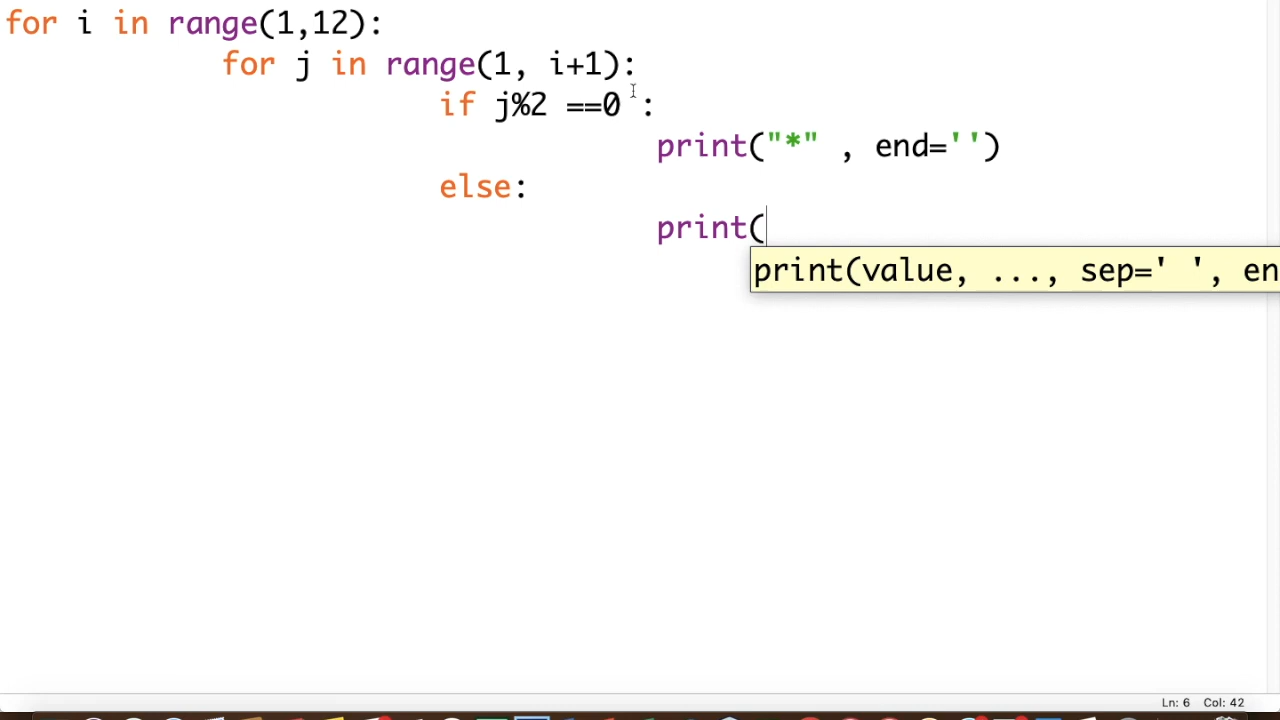 for i in range(1,12):
for j in range(1, i+1):
if j%2 ==0 :
print("*" , end='')
else:
print(
print(value, ..., sep=' ', en
Ln: 6 Col: 42